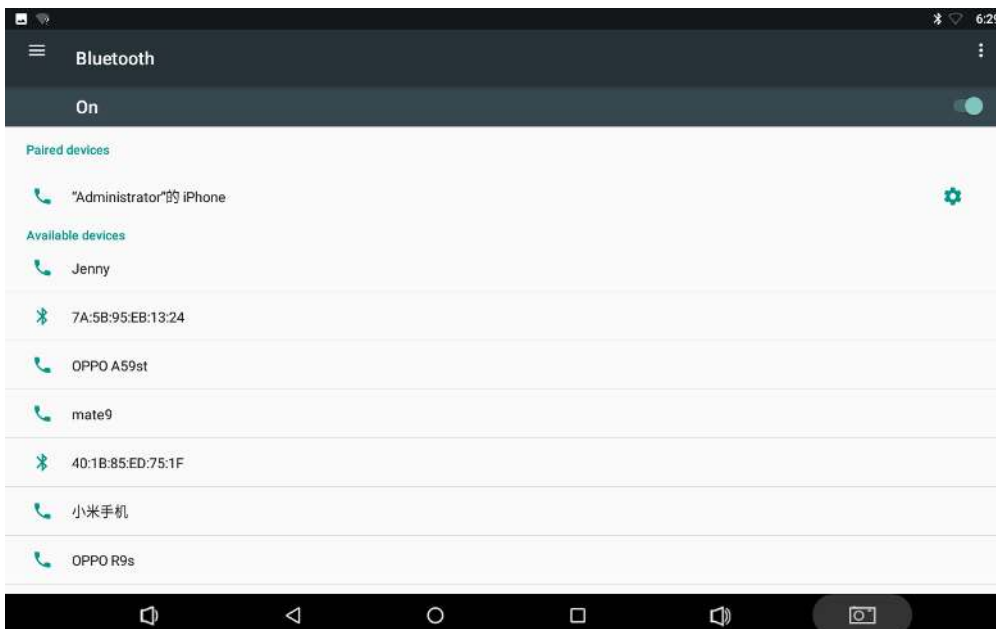 6:29
Bluetooth
On
Paired devices
"Administrator"的 iPhone
Available devices
Jenny
7A:5B:95:EB:13:24
OPPO A59st
mate9
40:1B:85:ED:75:1F
小米手机
OPPO R9s